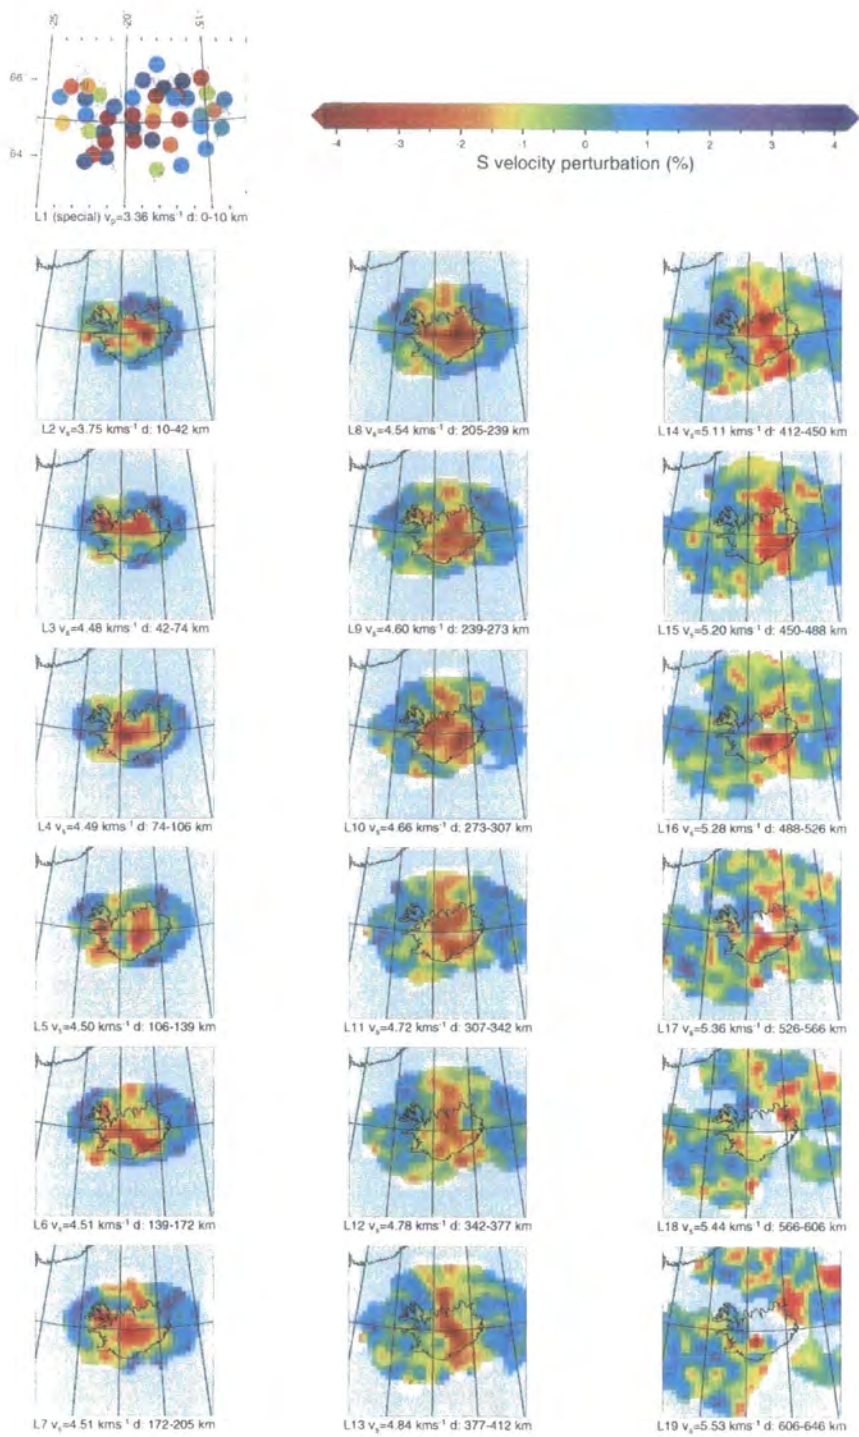 -25 -20 -15
66
64
L1 (special) vp=3.36 kms⁻¹ d: 0-10 km
-4 -3 -2 -1 0 1 2 3 4
S velocity perturbation (%)
L2 vs=3.75 kms⁻¹ d: 10-42 km
L3 vs=4.48 kms⁻¹ d: 42-74 km
L4 vs=4.49 kms⁻¹ d: 74-106 km
L5 vs=4.50 kms⁻¹ d: 106-139 km
L6 vs=4.51 kms⁻¹ d: 139-172 km
L7 vs=4.51 kms⁻¹ d: 172-205 km
L8 vs=4.54 kms⁻¹ d: 205-239 km
L9 vs=4.60 kms⁻¹ d: 239-273 km
L10 vs=4.66 kms⁻¹ d: 273-307 km
L11 vs=4.72 kms⁻¹ d: 307-342 km
L12 vs=4.78 kms⁻¹ d: 342-377 km
L13 vs=4.84 kms⁻¹ d: 377-412 km
L14 vs=5.11 kms⁻¹ d: 412-450 km
L15 vs=5.20 kms⁻¹ d: 450-488 km
L16 vs=5.28 kms⁻¹ d: 488-526 km
L17 vs=5.36 kms⁻¹ d: 526-566 km
L18 vs=5.44 kms⁻¹ d: 566-606 km
L19 vs=5.53 kms⁻¹ d: 606-646 km